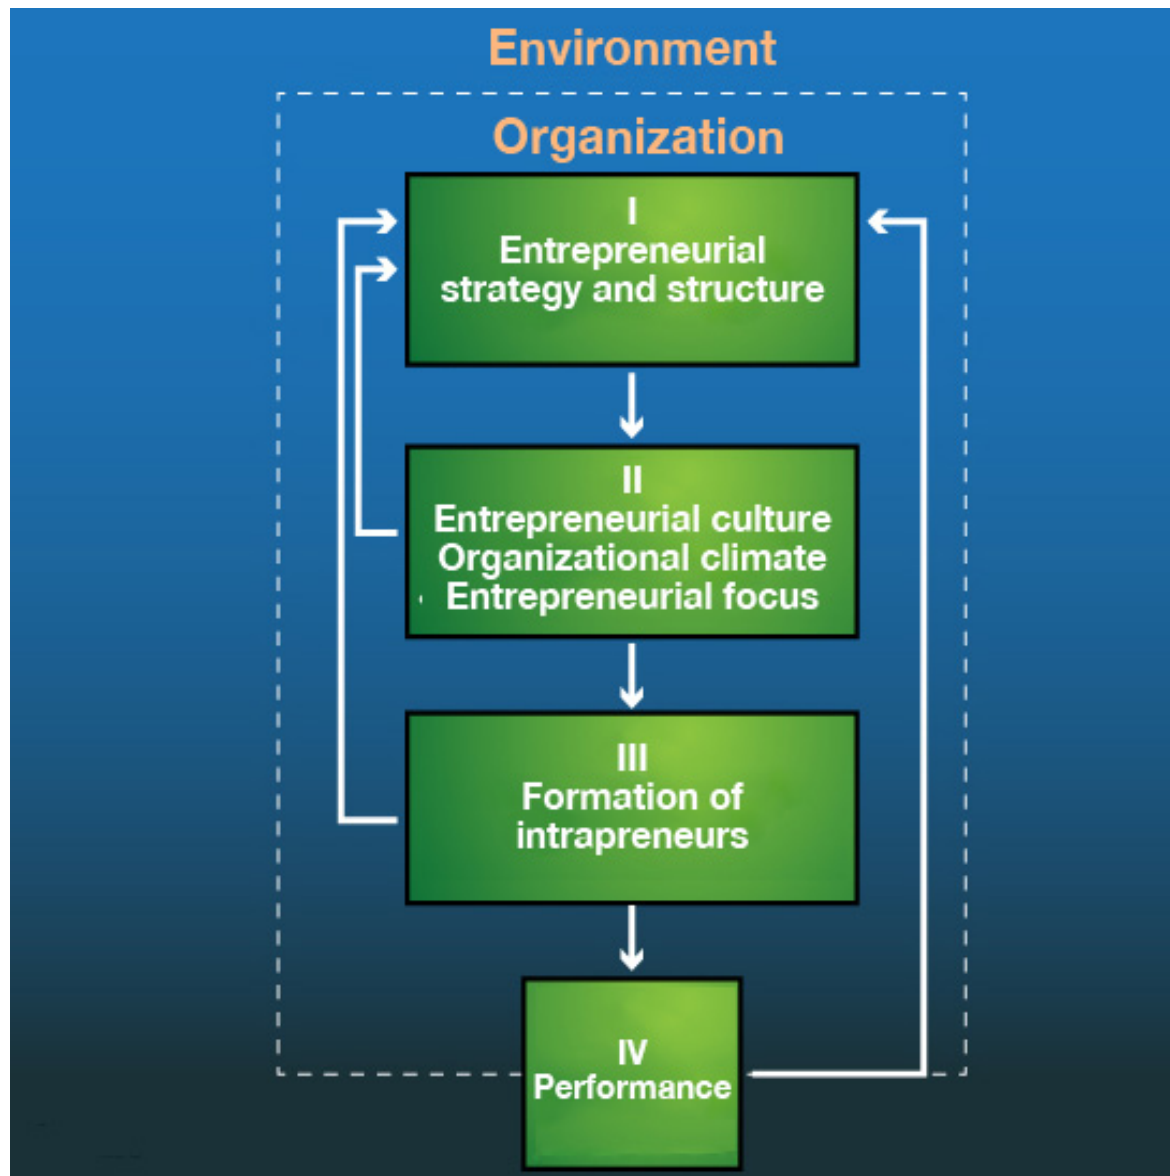 Environment
Organization
I
Entrepreneurial
strategy and structure
II
Entrepreneurial culture
Organizational climate
Entrepreneurial focus
III
Formation of
intrapreneurs
IV
Performance